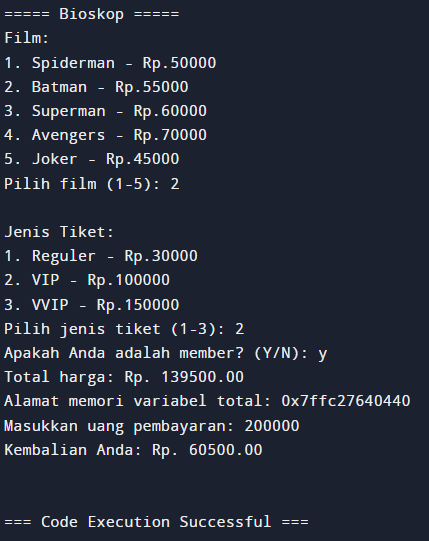 ===== Bioskop =====
Film:
1. Spiderman - Rp.50000
2. Batman - Rp.55000
3. Superman - Rp.60000
4. Avengers - Rp.70000
5. Joker - Rp.45000
Pilih film (1-5): 2
Jenis Tiket:
1. Reguler - Rp.30000
2. VIP - Rp.100000
3. VVIP - Rp.150000
Pilih jenis tiket (1-3): 2
Apakah Anda adalah member? (Y/N): y
Total harga: Rp. 139500.00
Alamat memori variabel total: 0x7ffc27640440
Masukkan uang pembayaran: 200000
Kembalian Anda: Rp. 60500.00
=== Code Execution Successful ===